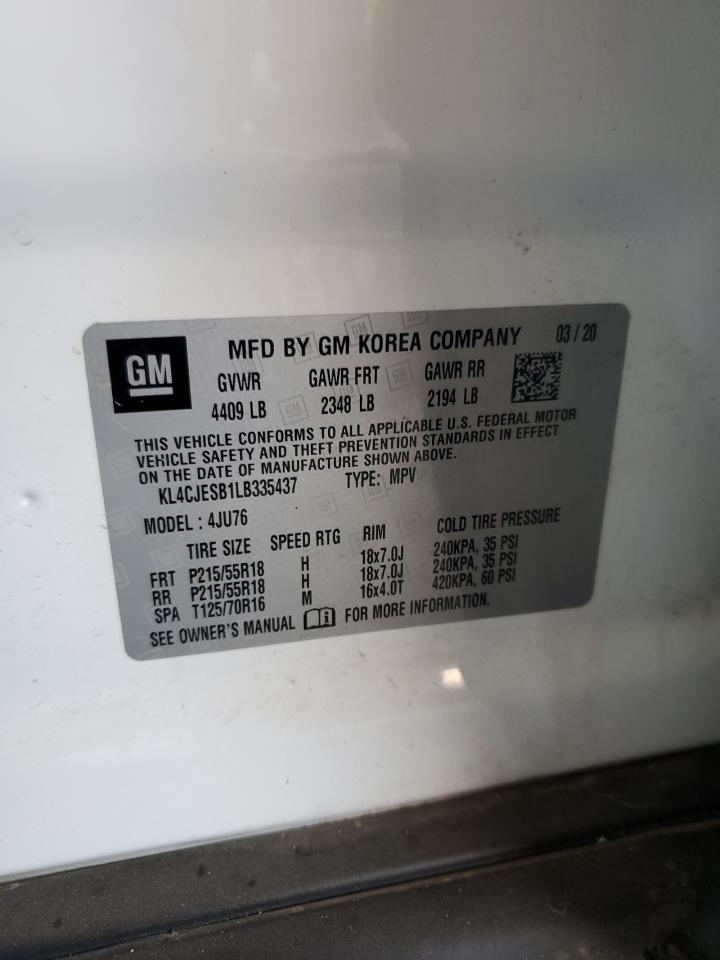 GM
MFD BY GM KOREA COMPANY 03/20
GVWR GAWR FRT GAWR RR
4409 LB 2348 LB 2194 LB
THIS VEHICLE CONFORMS TO ALL APPLICABLE U.S. FEDERAL MOTOR
VEHICLE SAFETY AND THEFT PREVENTION STANDARDS IN EFFECT
ON THE DATE OF MANUFACTURE SHOWN ABOVE.
KL4CJESB1LB335437 TYPE: MPV
MODEL : 4JU76
TIRE SIZE SPEED RTG RIM COLD TIRE PRESSURE
FRT P215/55R18 H 18x7.0J 240KPA, 35 PSI
RR P215/55R18 H 18x7.0J 240KPA, 35 PSI
SPA T125/70R16 M 16x4.0T 420KPA, 60 PSI
SEE OWNER'S MANUAL FOR MORE INFORMATION.